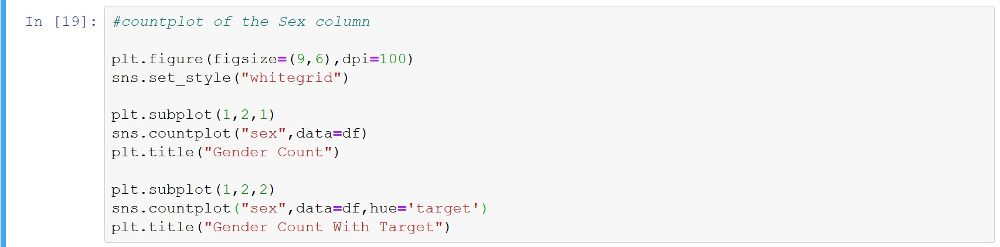 In [19]: #countplot of the Sex column
plt.figure(figsize=(9,6),dpi=100)
sns.set_style("whitegrid")
plt.subplot(1,2,1)
sns.countplot("sex",data=df)
plt.title("Gender Count")
plt.subplot(1,2,2)
sns.countplot("sex",data=df,hue='target')
plt.title("Gender Count With Target")